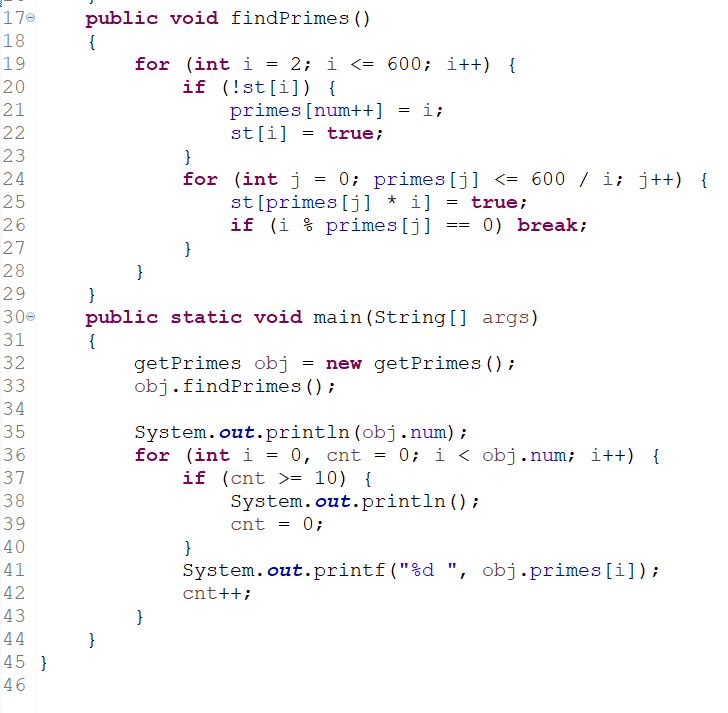 17 public void findPrimes()
18 {
19 for (int i = 2; i <= 600; i++) {
20 if (!st[i]) {
21 primes[num++] = i;
22 st[i] = true;
23 }
24 for (int j = 0; primes[j] <= 600 / i; j++) {
25 st[primes[j] * i] = true;
26 if (i % primes[j] == 0) break;
27 }
28 }
29 }
30 public static void main(String[] args)
31 {
32 getPrimes obj = new getPrimes();
33 obj.findPrimes();
34
35 System.out.println(obj.num);
36 for (int i = 0, cnt = 0; i < obj.num; i++) {
37 if (cnt >= 10) {
38 System.out.println();
39 cnt = 0;
40 }
41 System.out.printf("%d ", obj.primes[i]);
42 cnt++;
43 }
44 }
45 }
46